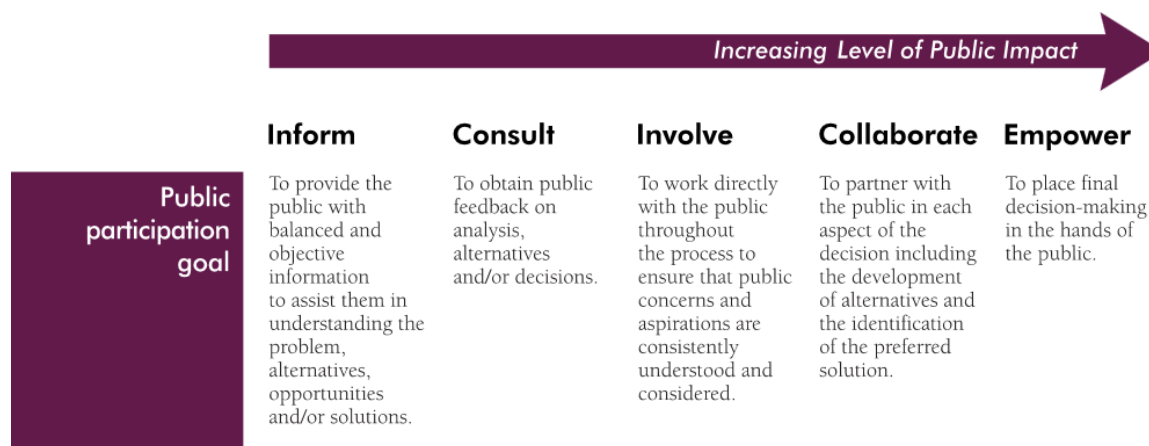 Increasing Level of Public Impact
Inform
Consult
Involve
Collaborate
Empower
Public
participation
goal
To provide the
public with
balanced and
objective
information
to assist them in
understanding the
problem,
alternatives,
opportunities
and/or solutions.
To obtain public
feedback on
analysis,
alternatives
and/or decisions.
To work directly
with the public
throughout
the process to
ensure that public
concerns and
aspirations are
consistently
understood and
considered.
To partner with
the public in each
aspect of the
decision including
the development
of alternatives and
the identification
of the preferred
solution.
To place final
decision-making
in the hands of
the public.